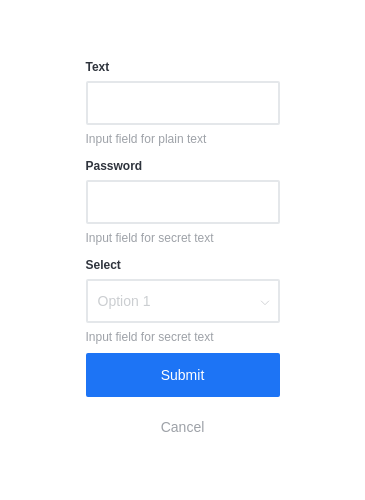 Text
Input field for plain text
Password
Input field for secret text
Select
Option 1
Input field for secret text
Submit
Cancel